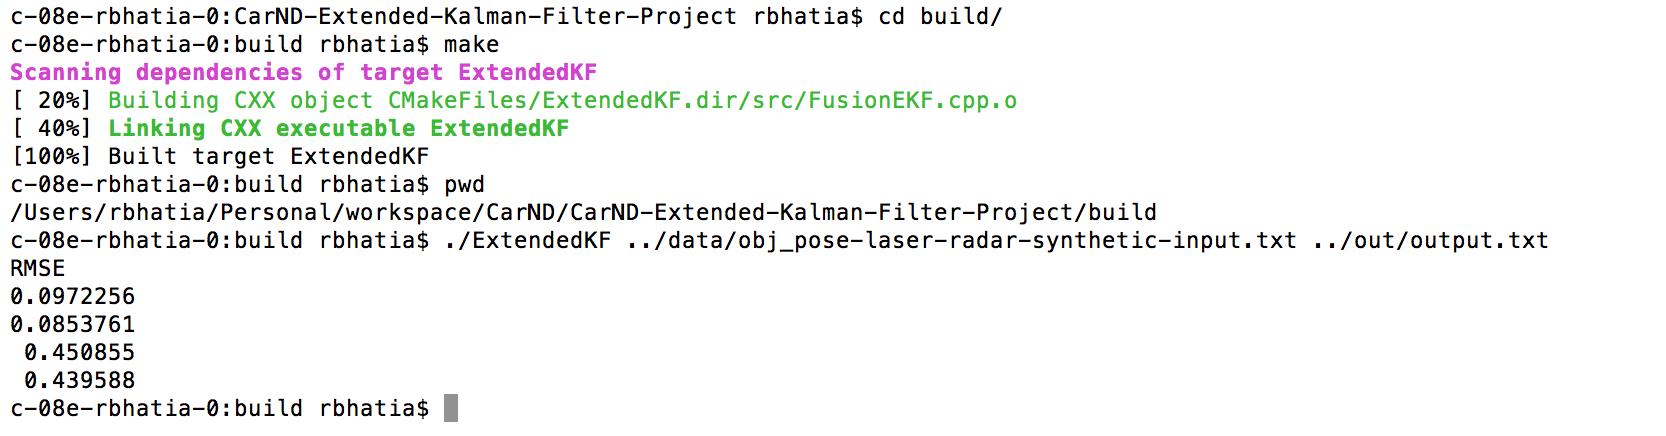 c-08e-rbhatia-0:CarND-Extended-Kalman-Filter-Project rbhatia$ cd build/
c-08e-rbhatia-0:build rbhatia$ make
Scanning dependencies of target ExtendedKF
[ 20%] Building CXX object CMakeFiles/ExtendedKF.dir/src/FusionEKF.cpp.o
[ 40%] Linking CXX executable ExtendedKF
[100%] Built target ExtendedKF
c-08e-rbhatia-0:build rbhatia$ pwd
/Users/rbhatia/Personal/workspace/CarND/CarND-Extended-Kalman-Filter-Project/build
c-08e-rbhatia-0:build rbhatia$ ./ExtendedKF ../data/obj_pose-laser-radar-synthetic-input.txt ../out/output.txt
RMSE
0.0972256
0.0853761
 0.450855
 0.439588
c-08e-rbhatia-0:build rbhatia$